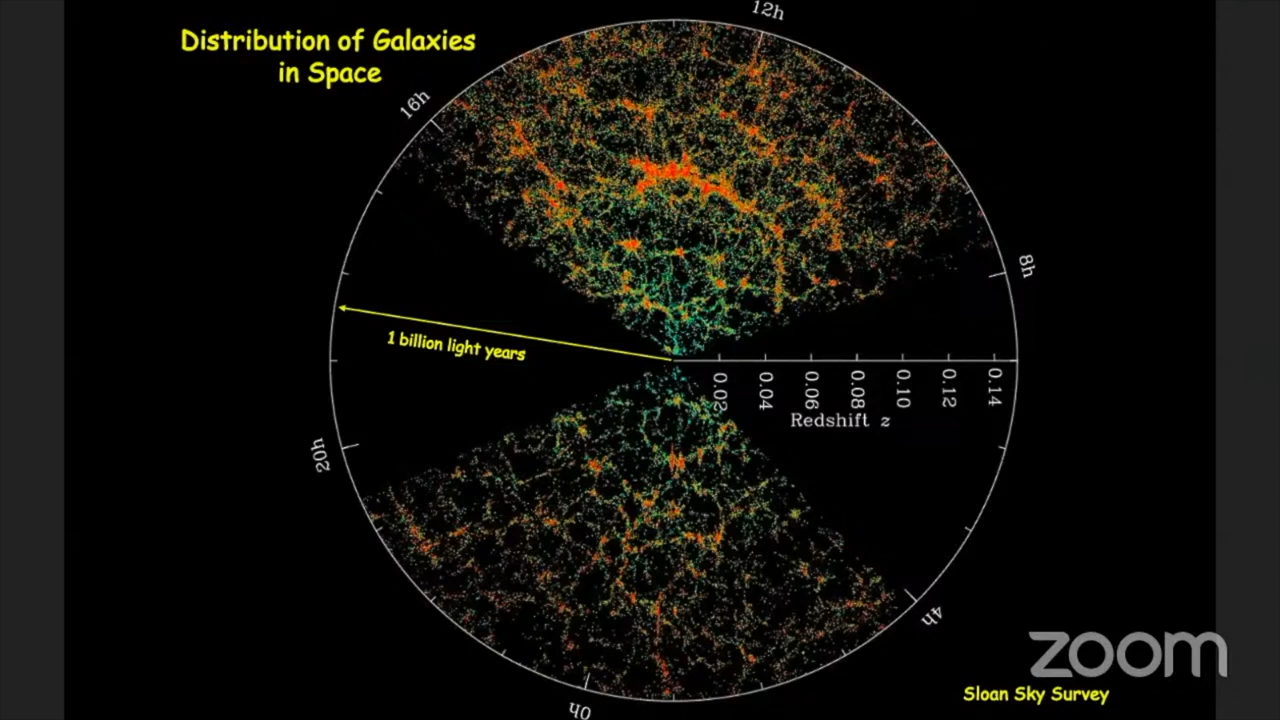 Distribution of Galaxies
in Space
12h
16h
8h
1 billion light years
0.02
0.04
0.06
0.08
0.10
0.12
0.14
Redshift z
20h
4h
0h
zoom
Sloan Sky Survey